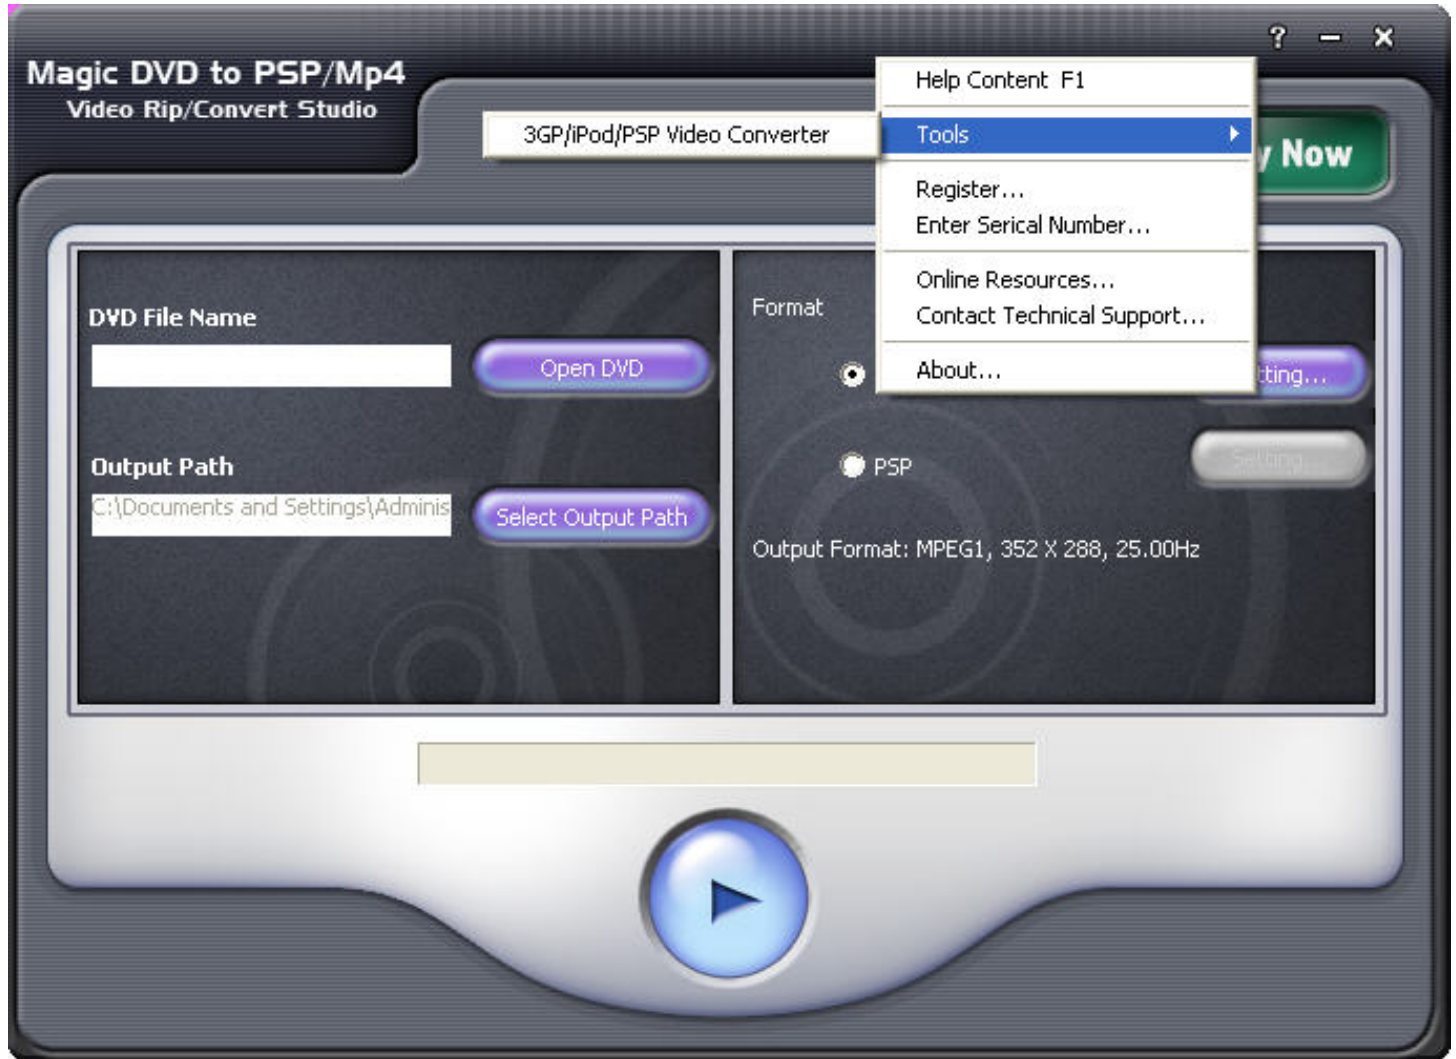 Magic DVD to PSP/Mp4
Video Rip/Convert Studio
Help Content F1
3GP/iPod/PSP Video Converter
Tools
Now
Register...
Enter Serical Number...
Online Resources...
Contact Technical Support...
About...
DVD File Name
Open DVD
Output Path
C:\Documents and Settings\Adminis
Select Output Path
Format
PSP
Setting...
Output Format: MPEG1, 352 X 288, 25.00Hz